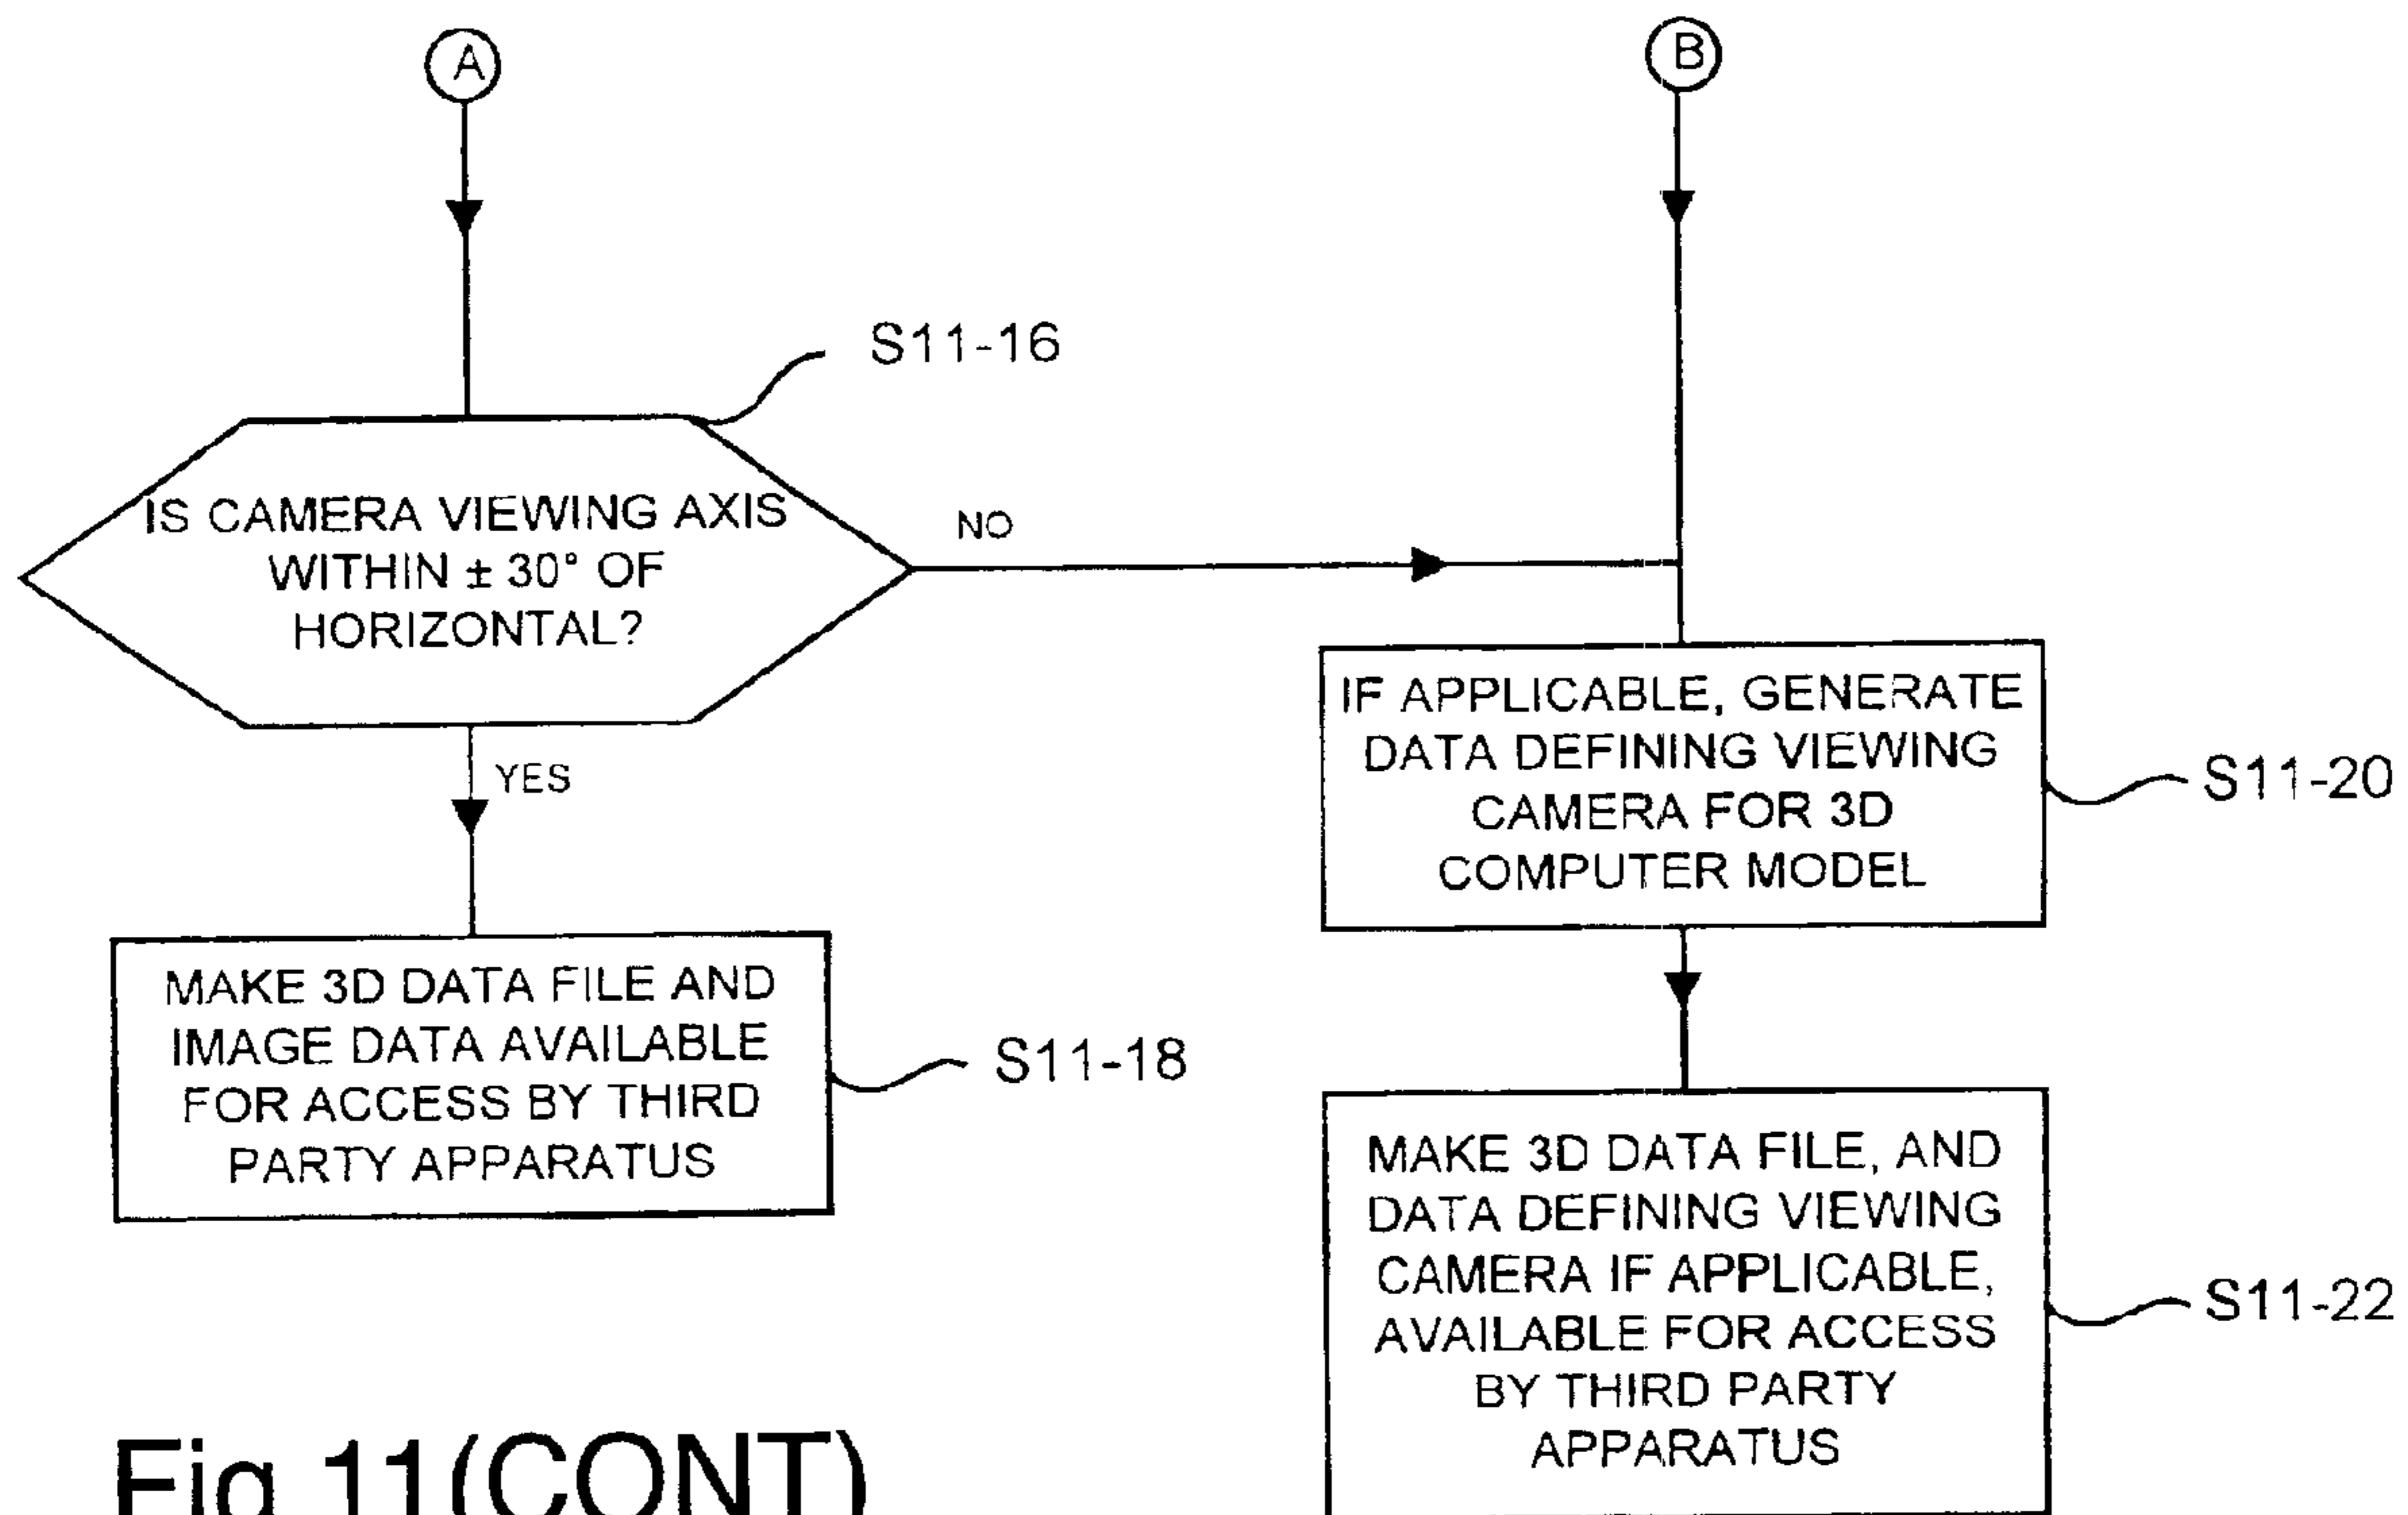 A
B
S11-16
IS CAMERA VIEWING AXIS
WITHIN ± 30° OF
HORIZONTAL?
NO
YES
IF APPLICABLE, GENERATE
DATA DEFINING VIEWING
CAMERA FOR 3D
COMPUTER MODEL
S11-20
MAKE 3D DATA FILE AND
IMAGE DATA AVAILABLE
FOR ACCESS BY THIRD
PARTY APPARATUS
S11-18
MAKE 3D DATA FILE, AND
DATA DEFINING VIEWING
CAMERA IF APPLICABLE,
AVAILABLE FOR ACCESS
BY THIRD PARTY
APPARATUS
S11-22
Fig 11(CONT)